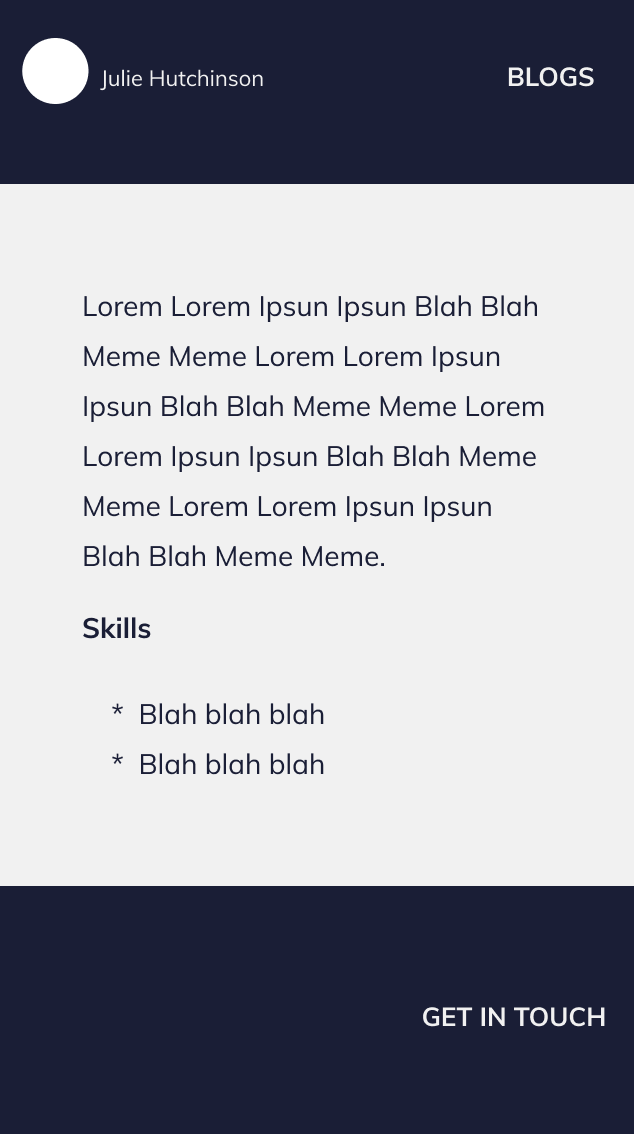 Julie Hutchinson
BLOGS
Lorem Lorem Ipsun Ipsun Blah Blah
Meme Meme Lorem Lorem Ipsun
Ipsun Blah Blah Meme Meme Lorem
Lorem Ipsun Ipsun Blah Blah Meme
Meme Lorem Lorem Ipsun Ipsun
Blah Blah Meme Meme.
Skills
* Blah blah blah
* Blah blah blah
GET IN TOUCH